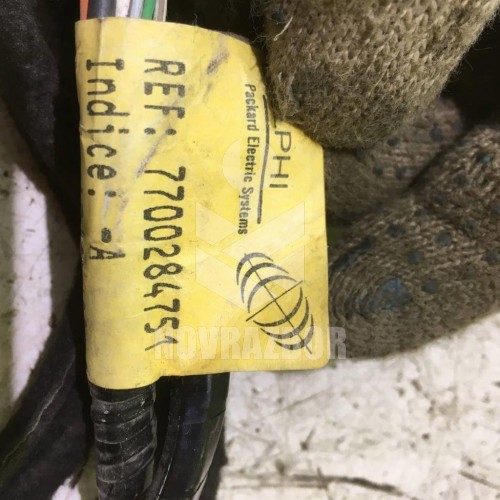 REF: 7700284751
Indice: -A
PHI
Packard Electric Systems
NOVRAZBOR